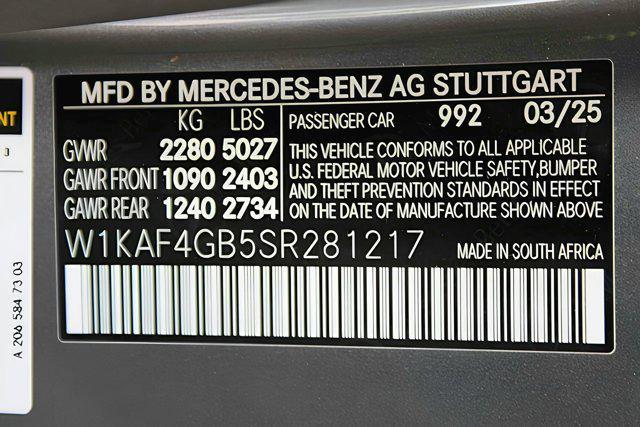 MFD BY MERCEDES-BENZ AG STUTTGART
KG LBS
GVWR 2280 5027
GAWR FRONT 1090 2403
GAWR REAR 1240 2734
PASSENGER CAR 992 03/25
THIS VEHICLE CONFORMS TO ALL APPLICABLE
U.S. FEDERAL MOTOR VEHICLE SAFETY,BUMPER
AND THEFT PREVENTION STANDARDS IN EFFECT
ON THE DATE OF MANUFACTURE SHOWN ABOVE
W1KAF4GB5SR281217
MADE IN SOUTH AFRICA
NT
3
A 206 584 73 03